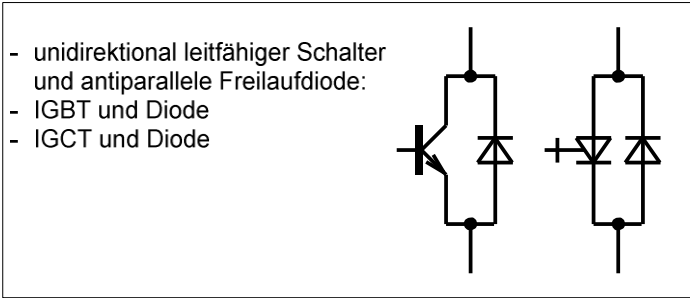 - unidirektional leitfähiger Schalter
und antiparallele Freilaufdiode:
- IGBT und Diode
- IGCT und Diode